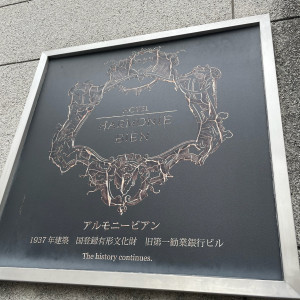 アルモニービアン
1937年建築 国登録有形文化財 旧第一勧業銀行ビル
The history continues.